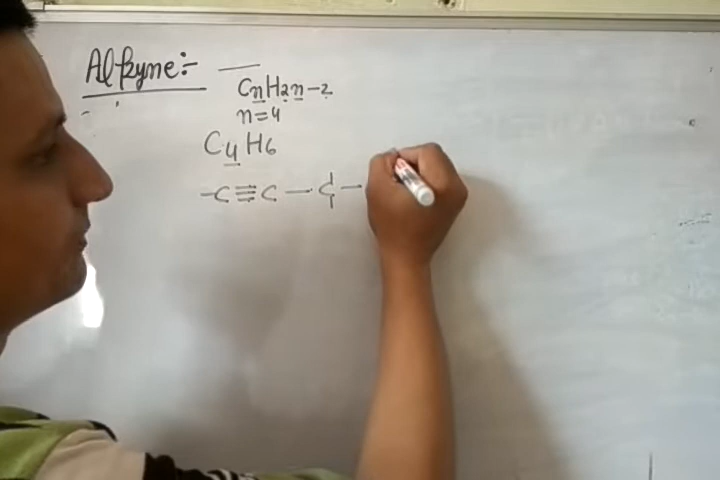 Alkyne:-
CnH2n-2
n=4
C4H6
-C≡C-C-